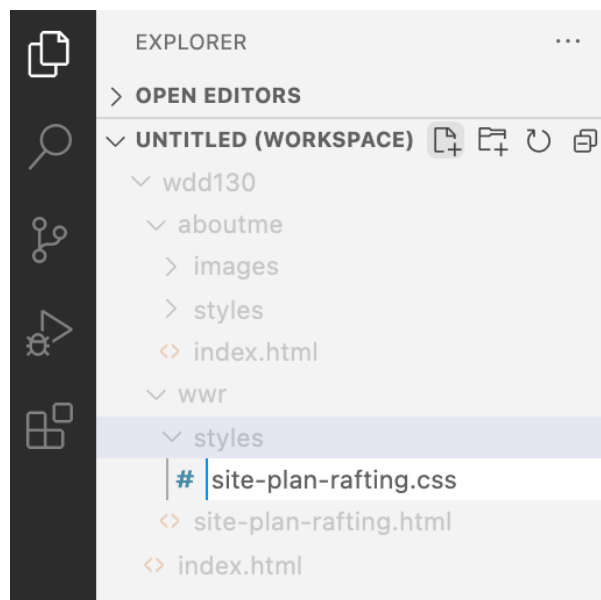 EXPLORER
OPEN EDITORS
UNTITLED (WORKSPACE)
wdd130
aboutme
images
styles
index.html
wwr
styles
# site-plan-rafting.css
site-plan-rafting.html
index.html